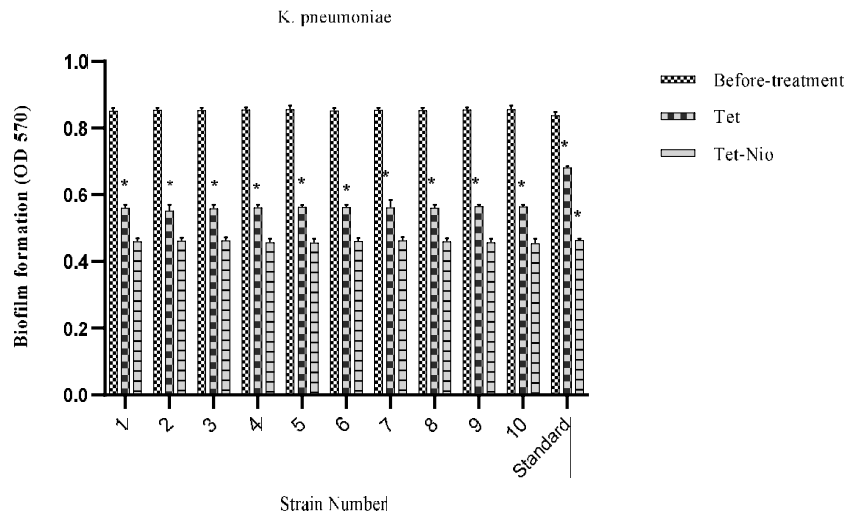 K. pneumoniae
Biofilm formation (OD 570)
1.0
0.8
0.6
0.4
0.2
0.0
* * * * * * * * * * * *
1 2 3 4 5 6 7 8 9 10 Standard
Strain Number
Before-treatment
Tet
Tet-Nio